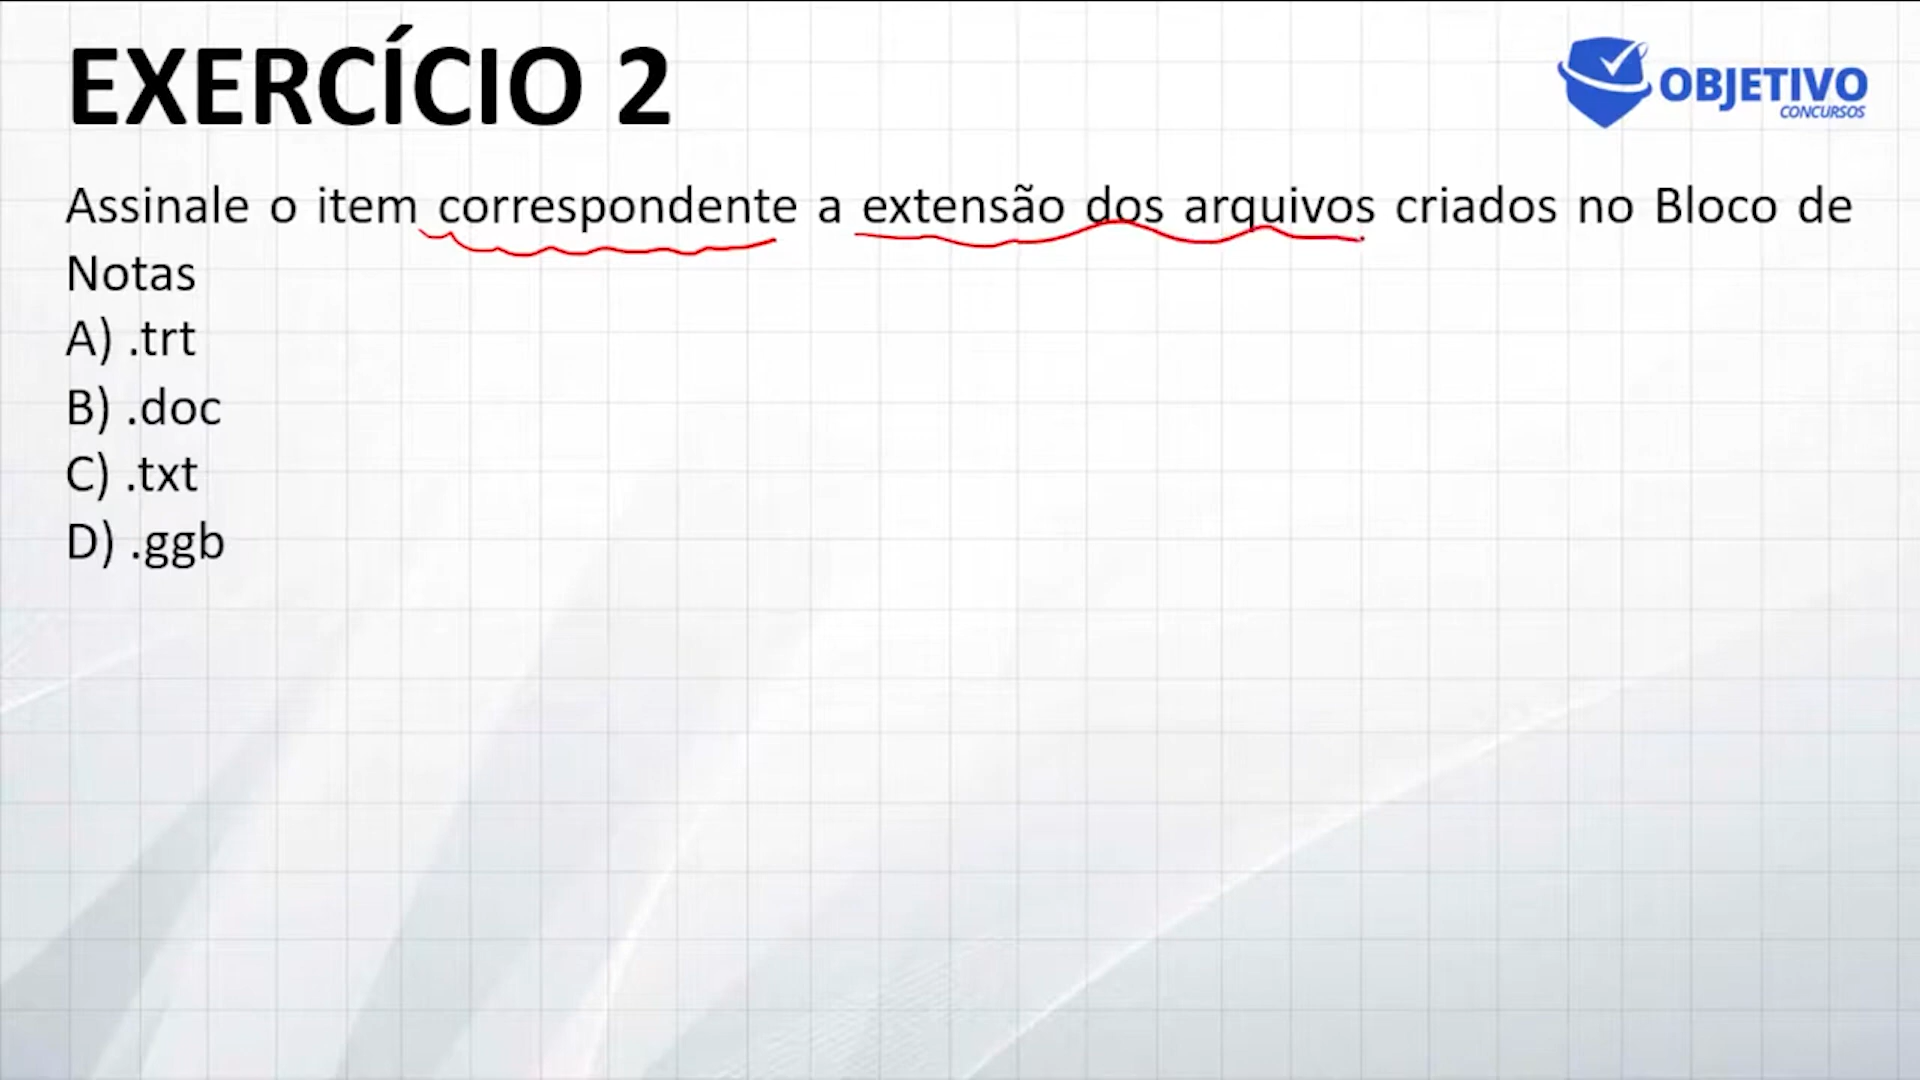 EXERCÍCIO 2
OBJETIVO
CONCURSOS
Assinale o item correspondente a extensão dos arquivos criados no Bloco de
Notas
A) .trt
B) .doc
C) .txt
D) .ggb